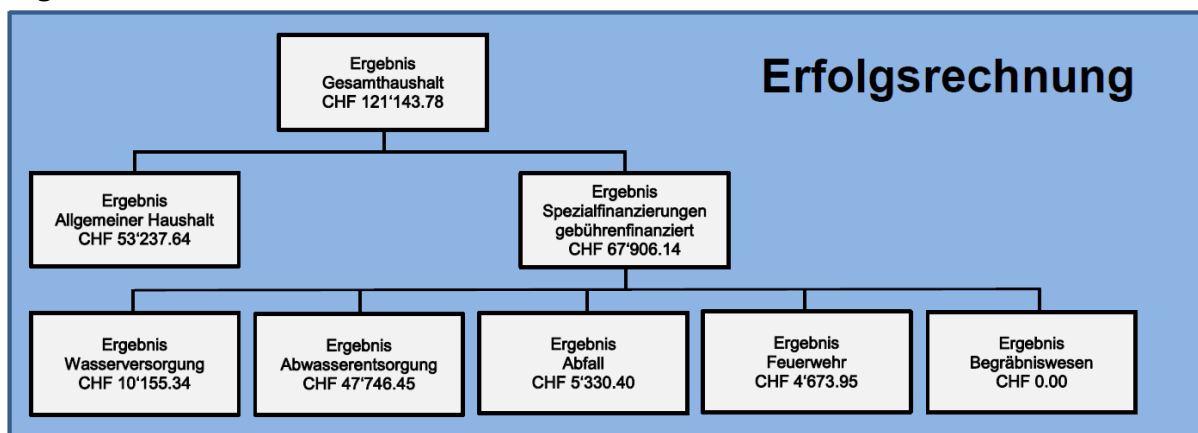 Erfolgsrechnung
Ergebnis
Gesamthaushalt
CHF 121‘143.78
Ergebnis
Allgemeiner Haushalt
CHF 53‘237.64
Ergebnis
Spezialfinanzierungen
gebührenfinanziert
CHF 67‘906.14
Ergebnis
Wasserversorgung
CHF 10‘155.34
Ergebnis
Abwasserentsorgung
CHF 47‘746.45
Ergebnis
Abfall
CHF 5‘330.40
Ergebnis
Feuerwehr
CHF 4‘673.95
Ergebnis
Begräbniswesen
CHF 0.00